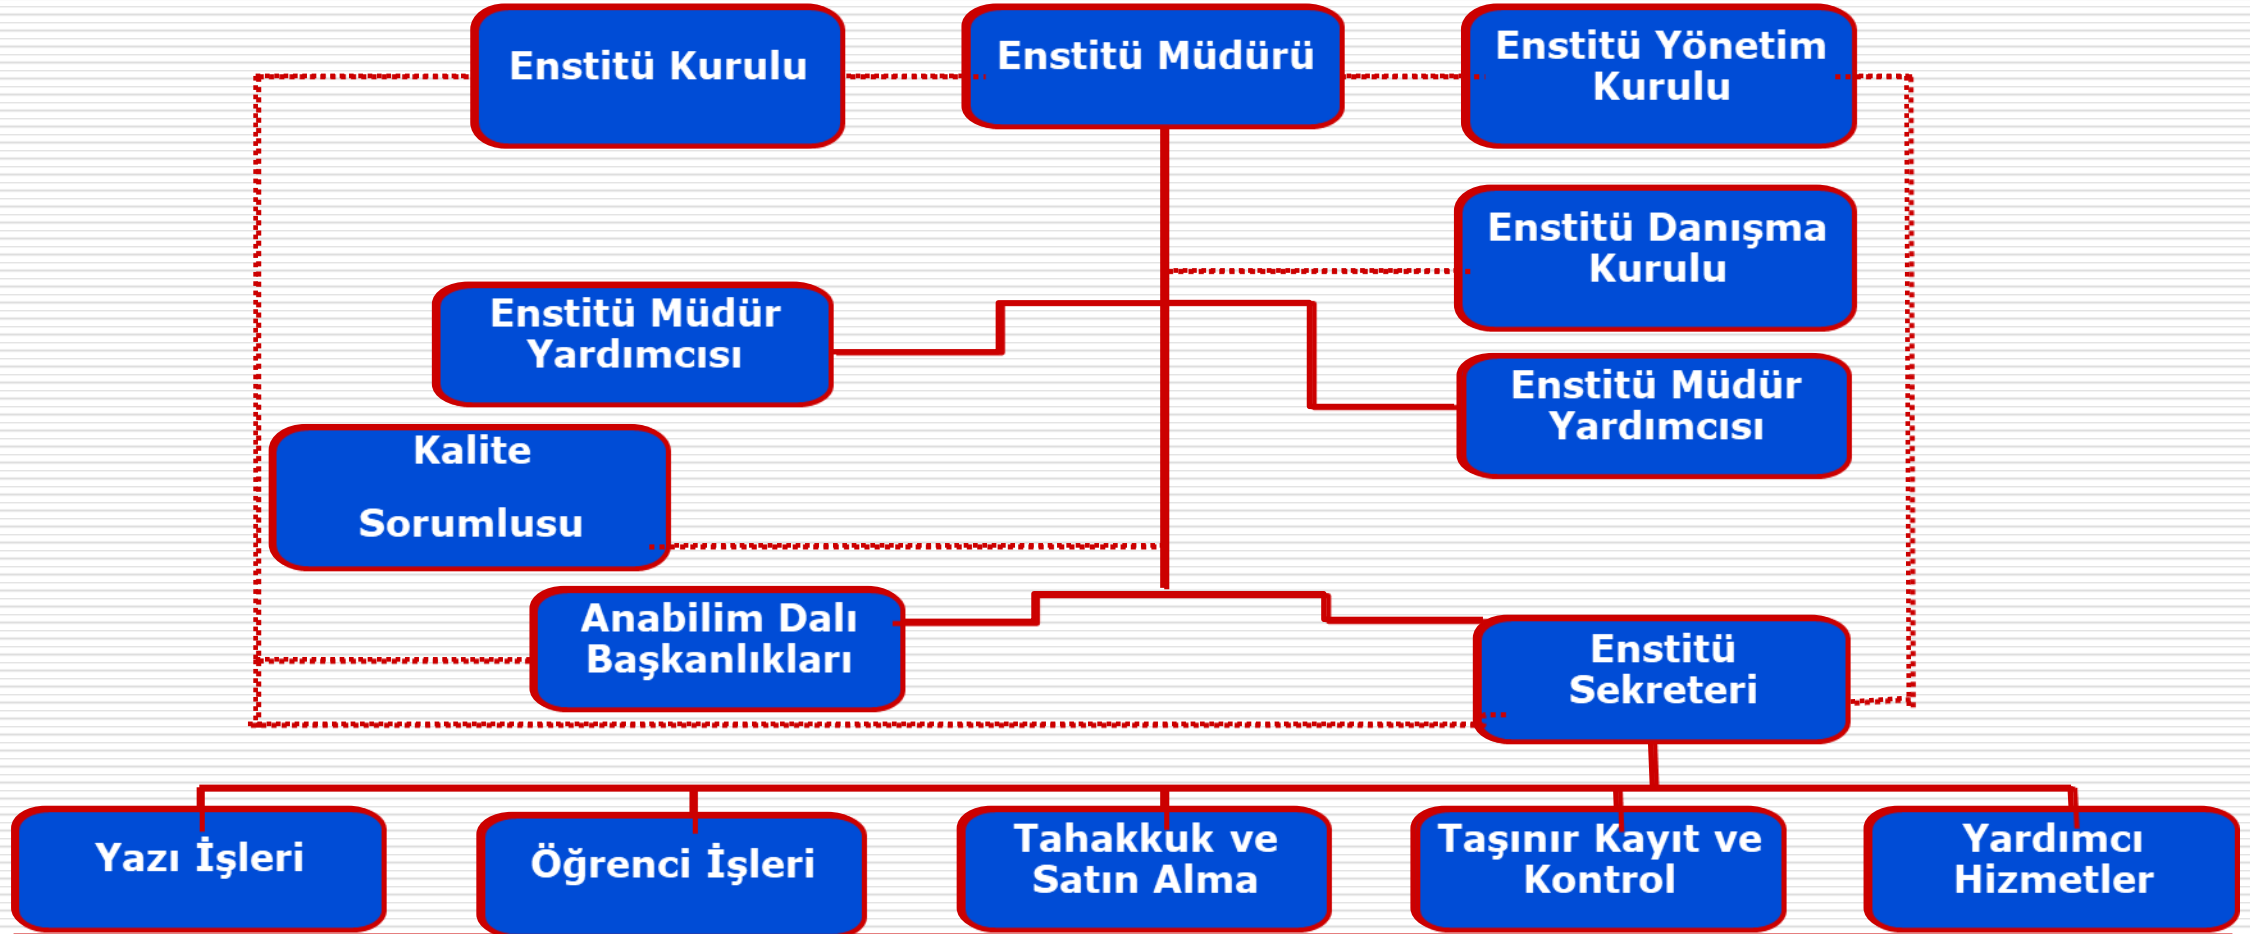 Enstitü Kurulu
Enstitü Müdürü
Enstitü Yönetim
Kurulu
Enstitü Danışma
Kurulu
Enstitü Müdür
Yardımcısı
Enstitü Müdür
Yardımcısı
Kalite
Sorumlusu
Anabilim Dalı
Başkanlıkları
Enstitü
Sekreteri
Yazı İşleri
Öğrenci İşleri
Tahakkuk ve
Satın Alma
Taşınır Kayıt ve
Kontrol
Yardımcı
Hizmetler